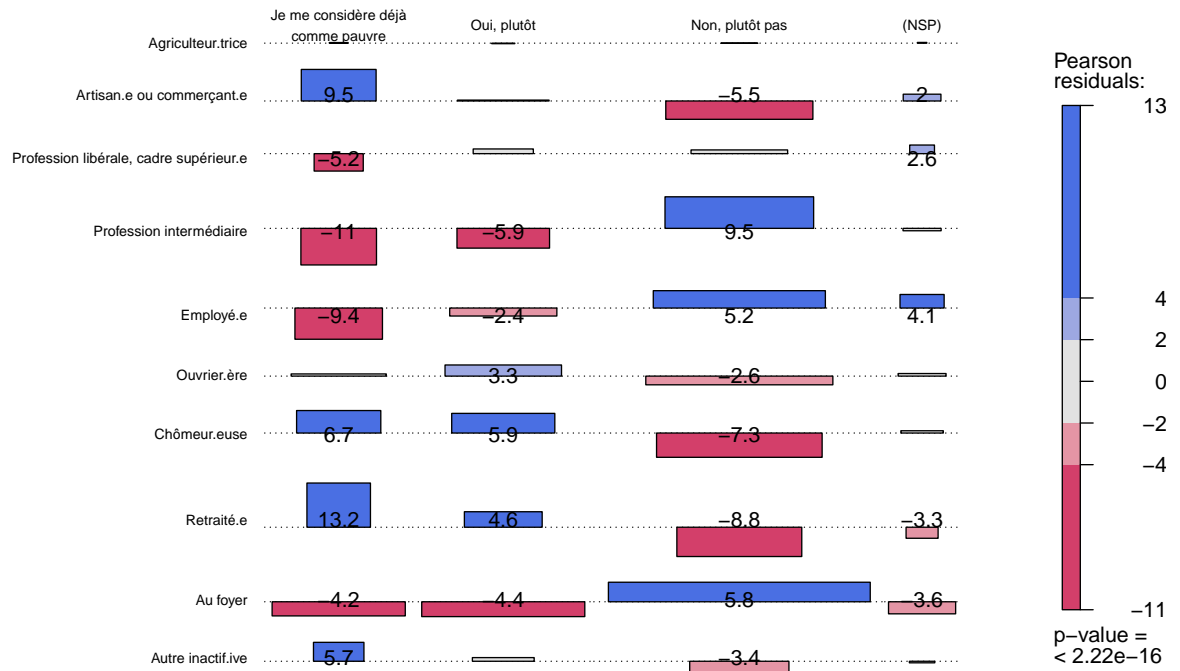 Je me considère déjà
comme pauvre
Oui, plutôt
Non, plutôt pas
(NSP)
Agriculteur.trice
Artisan.e ou commerçant.e
9.5
−5.5
2
Profession libérale, cadre supérieur.e
−5.2
2.6
Profession intermédiaire
−11
−5.9
9.5
Employé.e
−9.4
−2.4
5.2
4.1
Ouvrier.ère
3.3
−2.6
Chômeur.euse
6.7
5.9
−7.3
Retraité.e
13.2
4.6
−8.8
−3.3
Au foyer
−4.2
−4.4
5.8
−3.6
Autre inactif.ive
5.7
−3.4
Pearson
residuals:
13
4
2
0
−2
−4
−11
p−value =
< 2.22e−16